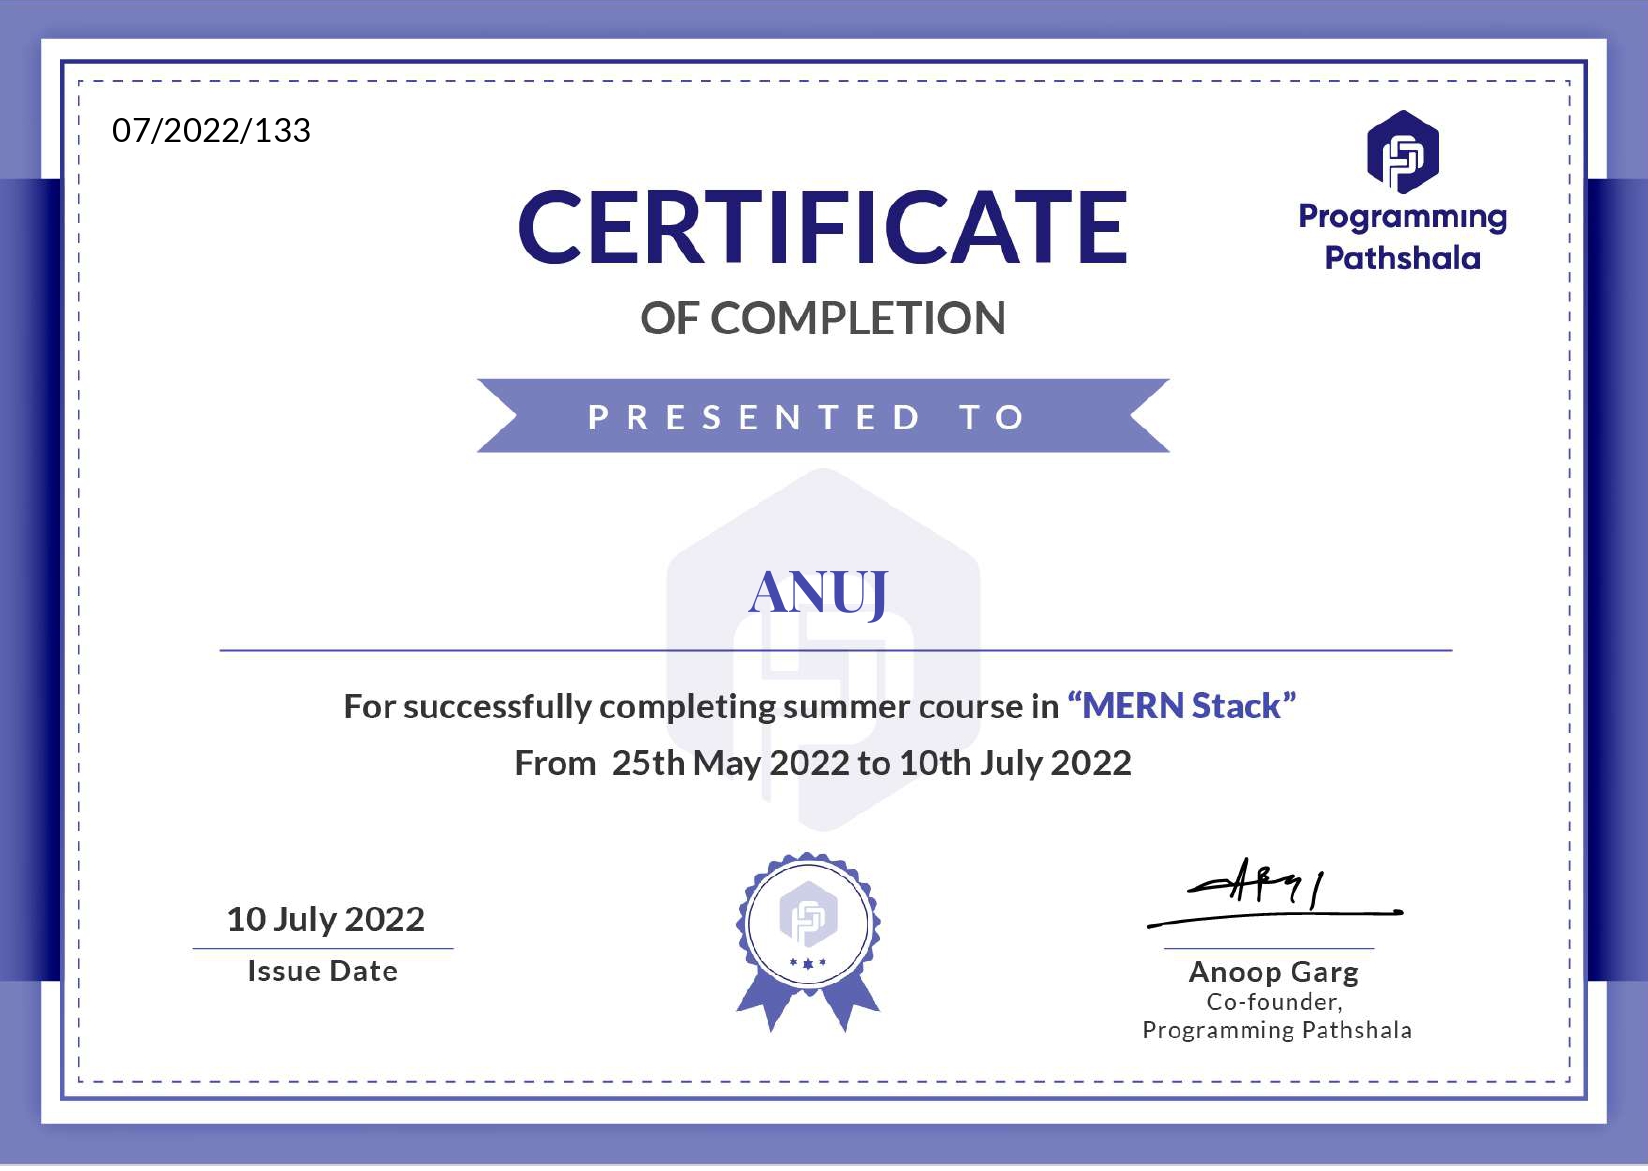 07/2022/133
Programming
Pathshala
CERTIFICATE
OF COMPLETION
PRESENTED TO
ANUJ
For successfully completing summer course in “MERN Stack”
From 25th May 2022 to 10th July 2022
10 July 2022
Issue Date
Anoop Garg
Co-founder,
Programming Pathshala